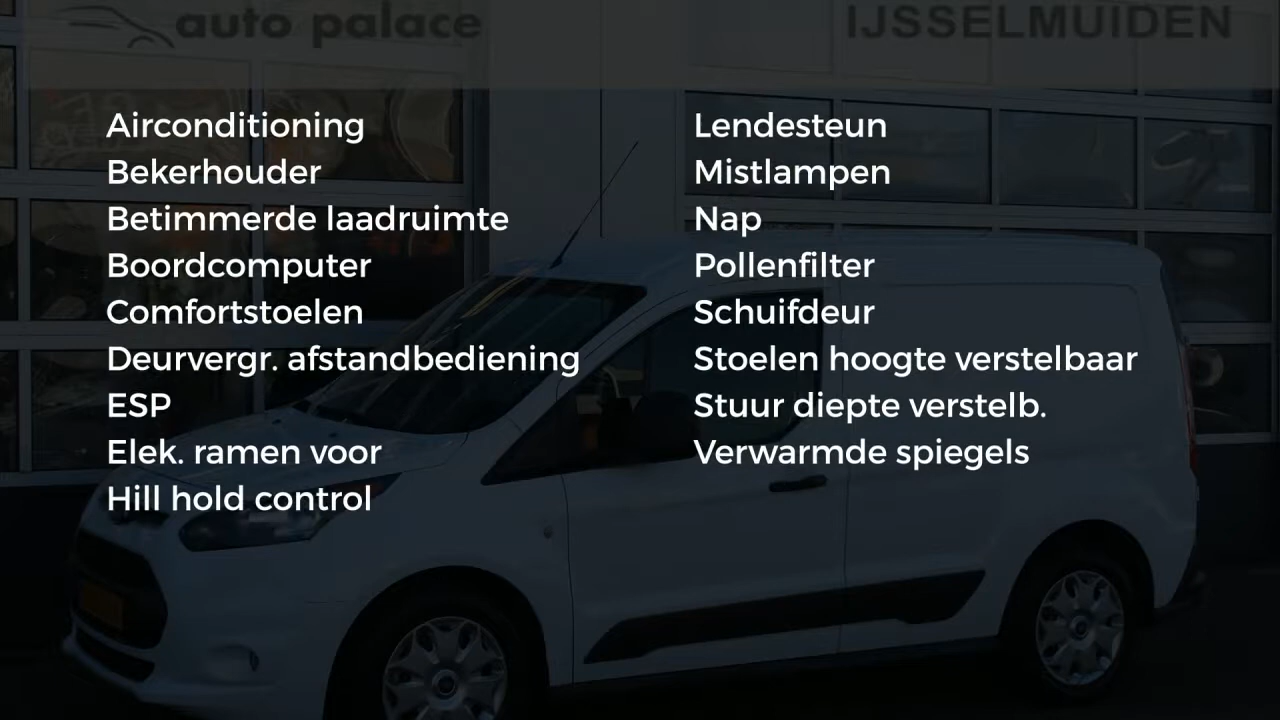 auto palace
IJSSELMUIDEN
Airconditioning
Bekerhouder
Betimmerde laadruimte
Boordcomputer
Comfortstoelen
Deurvergr. afstandbediening
ESP
Elek. ramen voor
Hill hold control
Lendesteun
Mistlampen
Nap
Pollenfilter
Schuifdeur
Stoelen hoogte verstelbaar
Stuur diepte verstelb.
Verwarmde spiegels